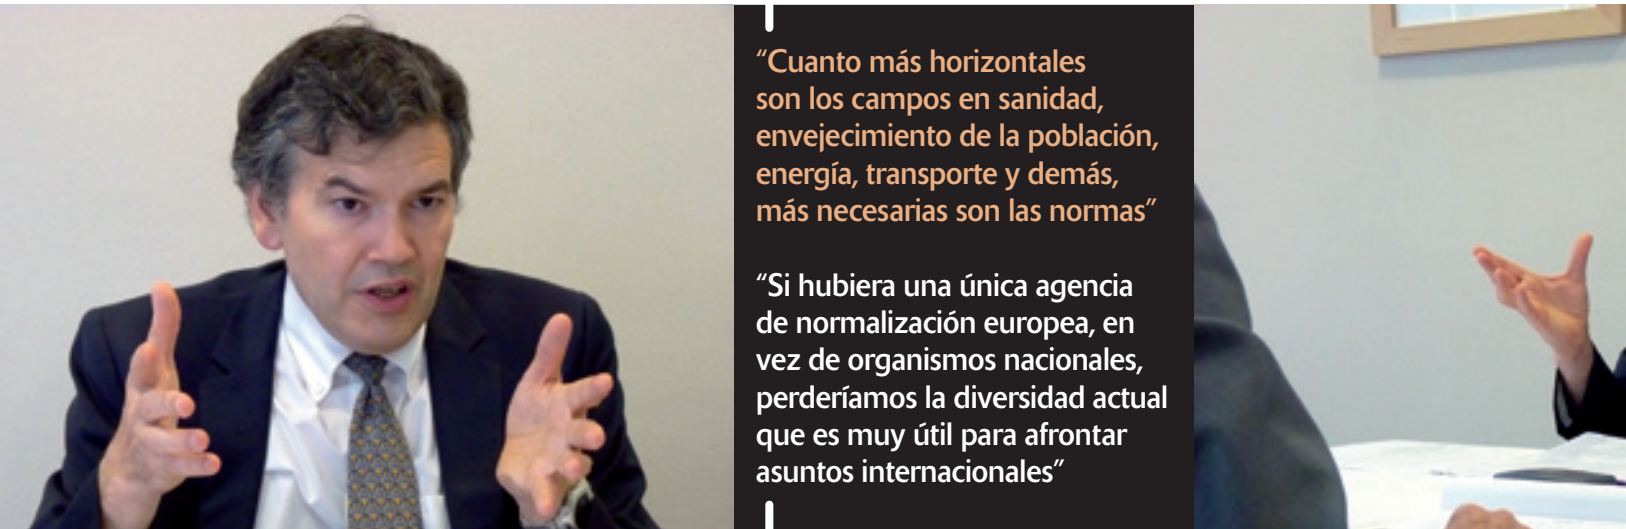 “Cuanto más horizontales
son los campos en sanidad,
envejecimiento de la población,
energía, transporte y demás,
más necesarias son las normas”
“Si hubiera una única agencia
de normalización europea, en
vez de organismos nacionales,
perderíamos la diversidad actual
que es muy útil para afrontar
asuntos internacionales”